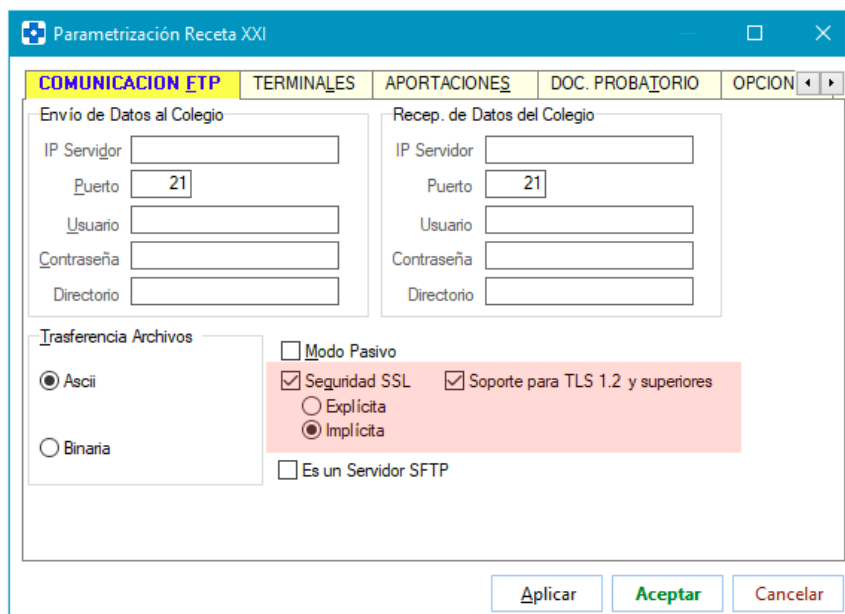 Parametrización Receta XXI
COMUNICACION FTP TERMINALES APORTACIONES DOC. PROBATORIO OPCION
Envío de Datos al Colegio
IP Servidor
Puerto 21
Usuario
Contraseña
Directorio
Recep. de Datos del Colegio
IP Servidor
Puerto 21
Usuario
Contraseña
Directorio
Trasferencia Archivos
Ascii
Binaria
Modo Pasivo
Seguridad SSL Soporte para TLS 1.2 y superiores
Explícita
Implícita
Es un Servidor SFTP
Aplicar Aceptar Cancelar